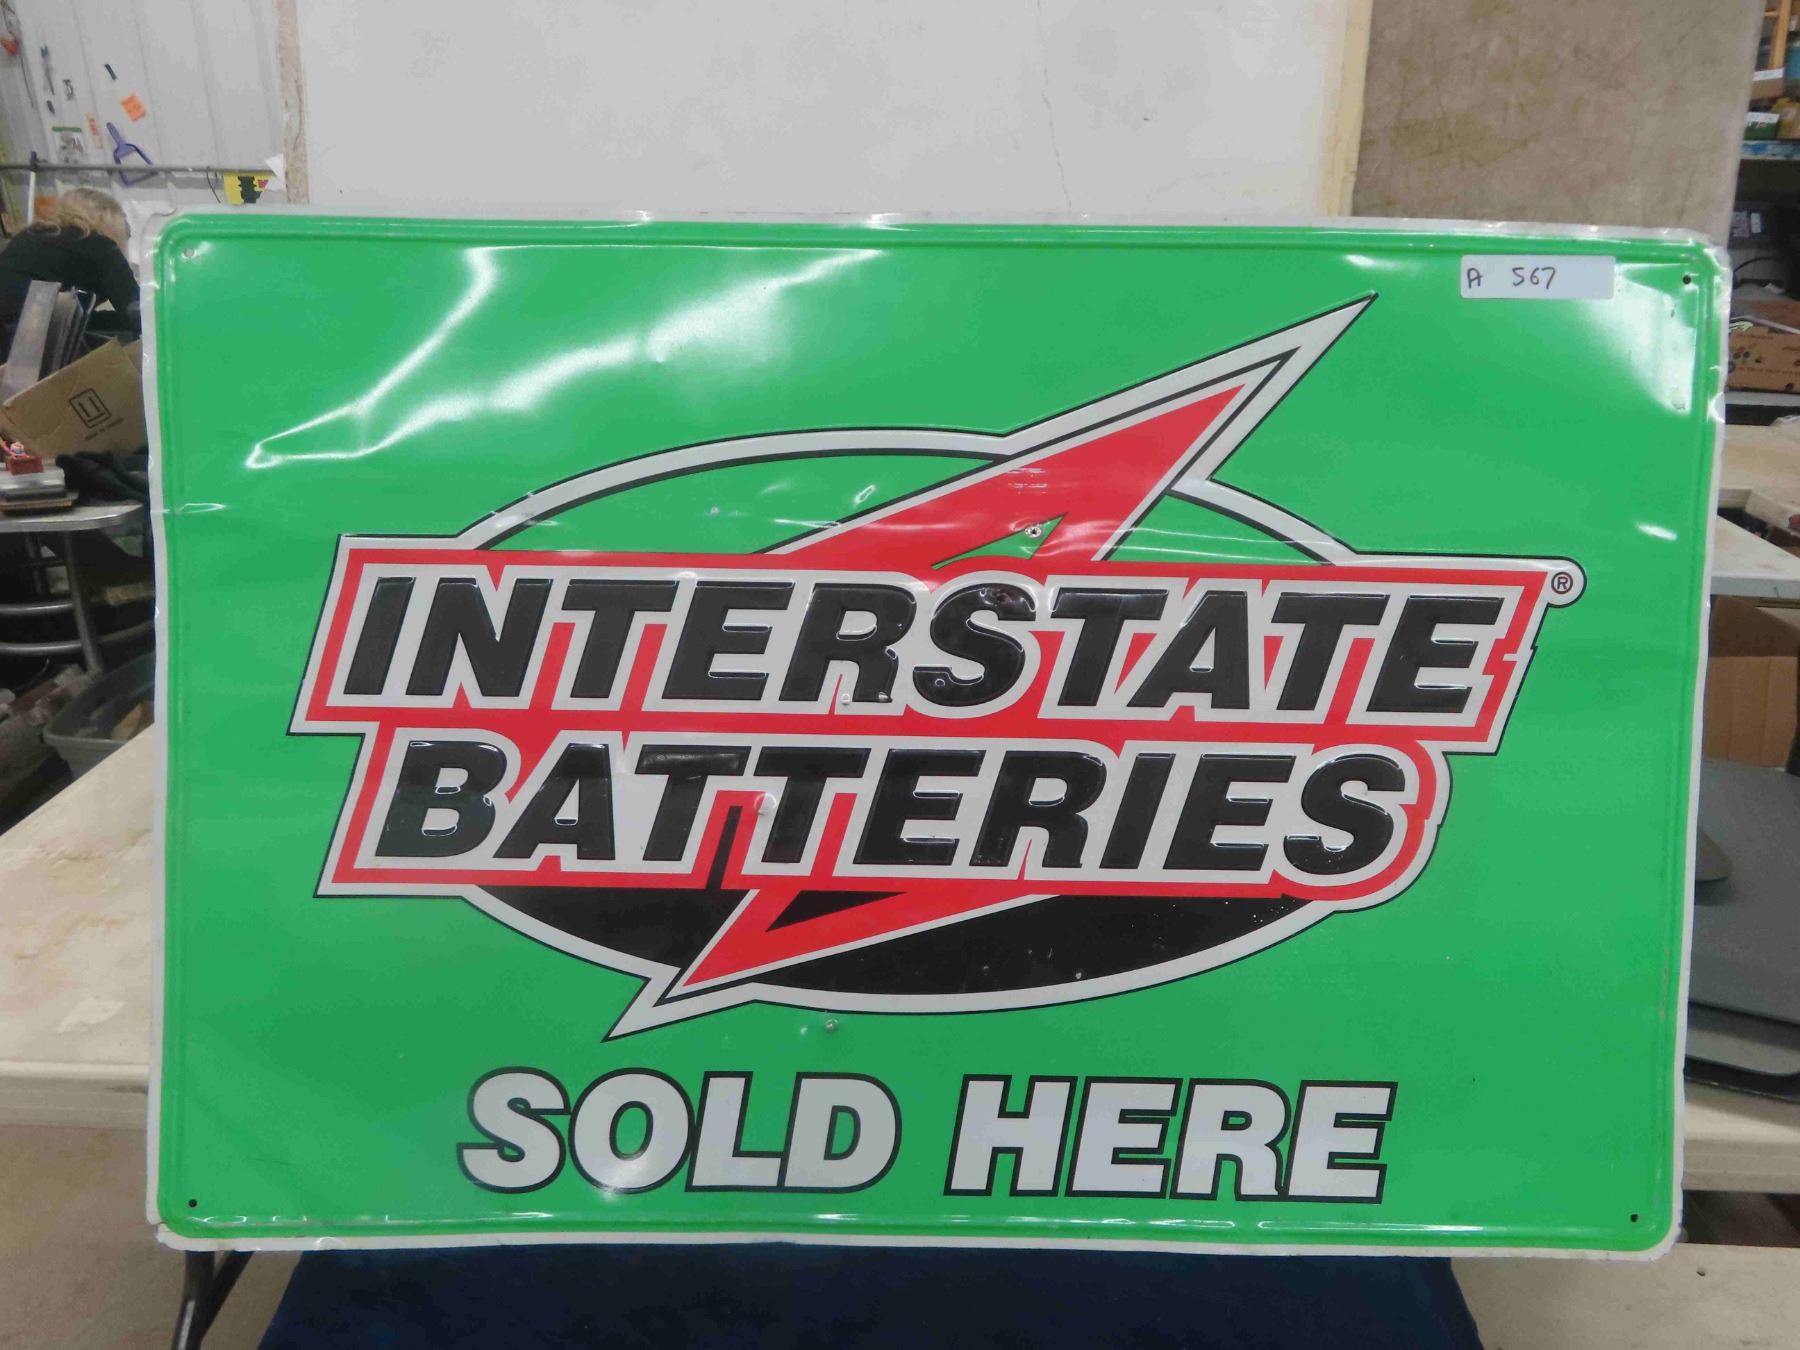 A 567
INTERSTATE
®
BATTERIES
SOLD HERE